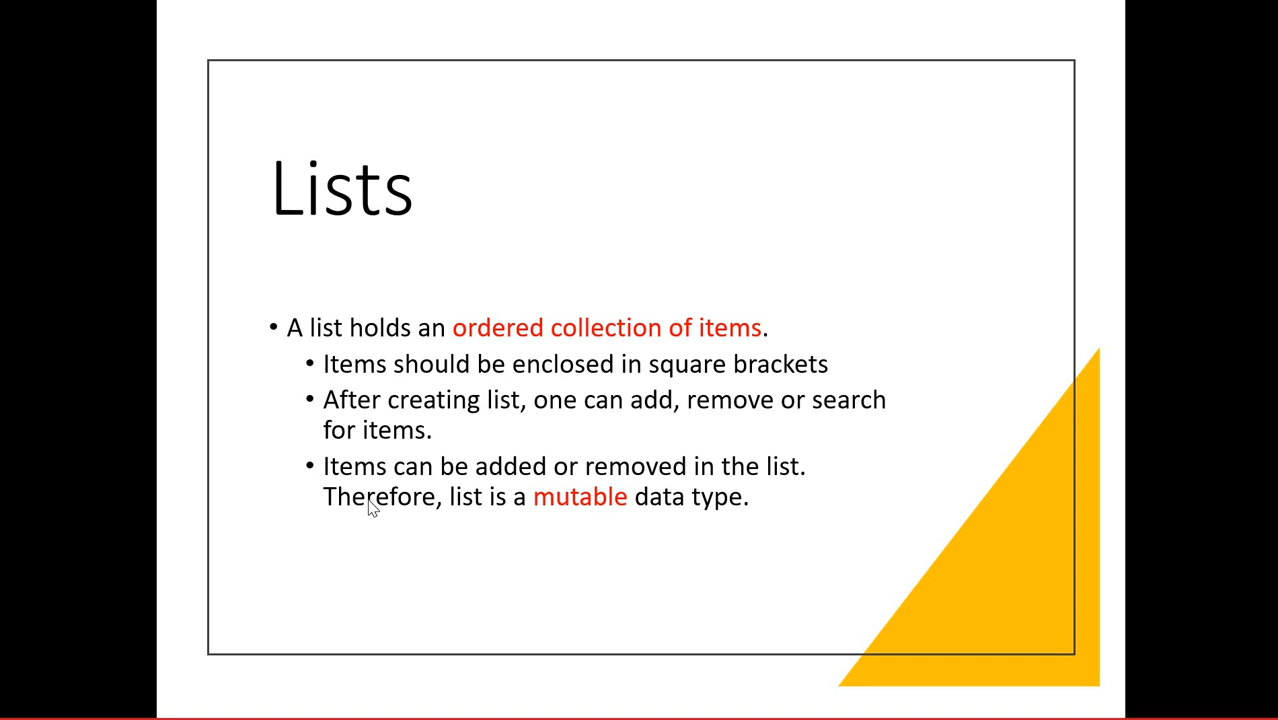 Lists
• A list holds an ordered collection of items.
• Items should be enclosed in square brackets
• After creating list, one can add, remove or search
for items.
• Items can be added or removed in the list.
Therefore, list is a mutable data type.